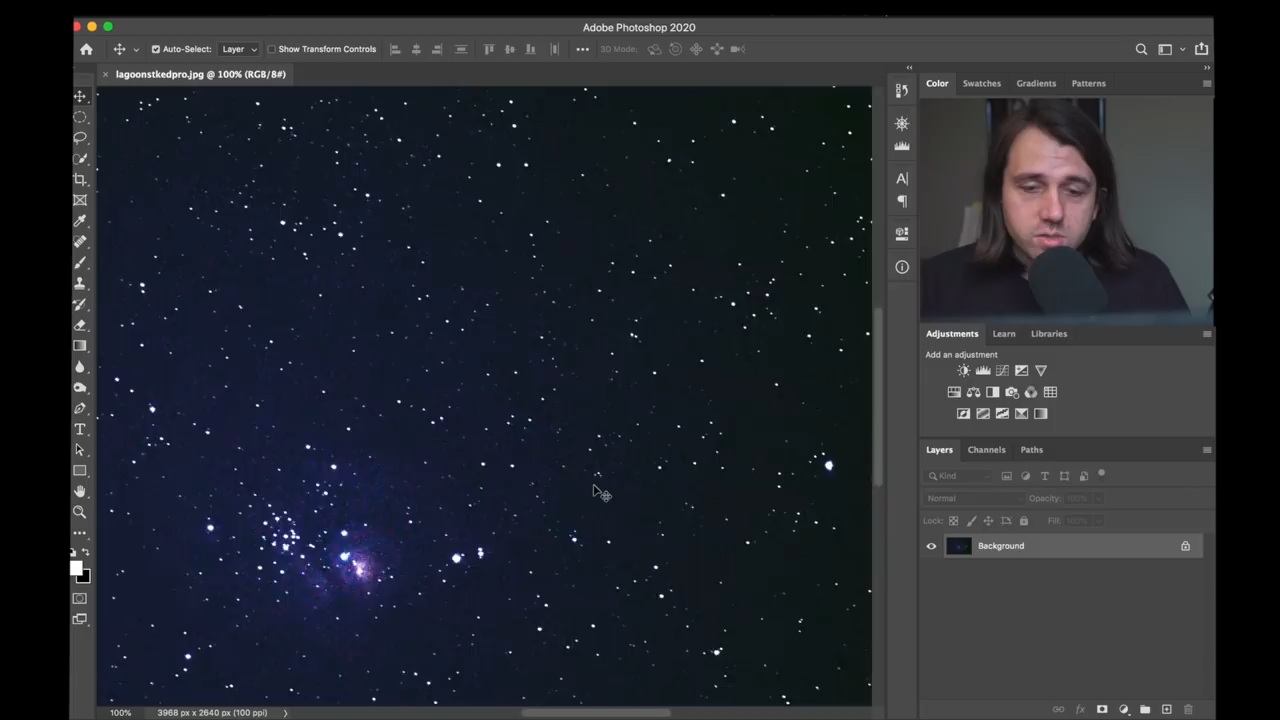 Adobe Photoshop 2020
Auto-Select: Layer Show Transform Controls 3D Mode:
× lagoonstkedpro.jpg @ 100% (RGB/8#)
Color Swatches Gradients Patterns
Adjustments Learn Libraries
Add an adjustment
Layers Channels Paths
Kind
Normal Opacity: 100%
Lock: Fill: 100%
Background
100% 3968 px x 2640 px (100 ppi)